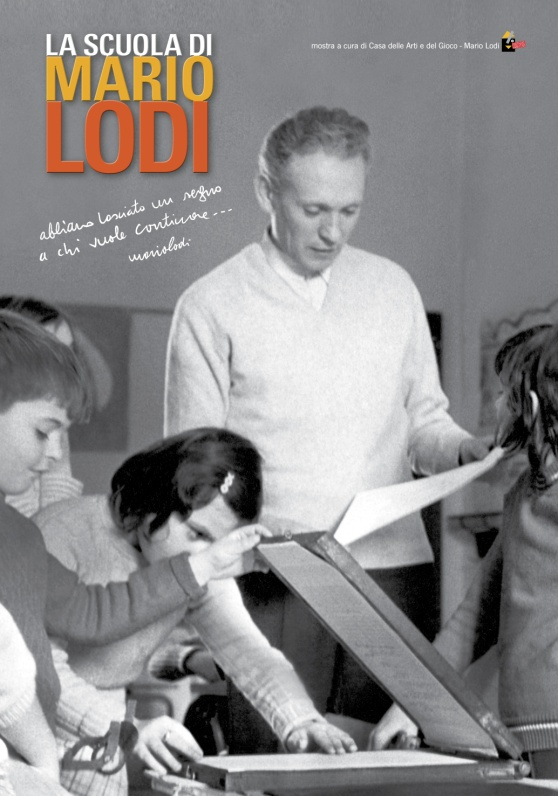 LA SCUOLA DI
MARIO
LODI
mostra a cura di Casa delle Arti e del Gioco - Mario Lodi
abbiamo lasciato un segno
a chi vuole continuare ---
mariolodi